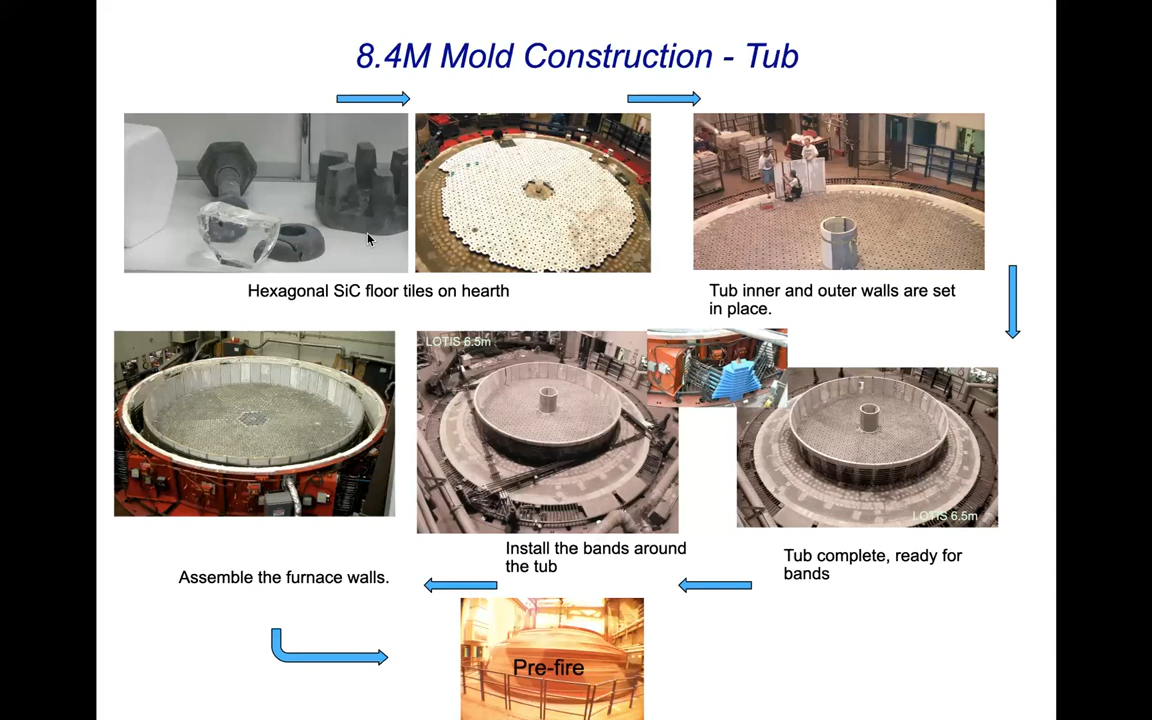 8.4M Mold Construction - Tub
Hexagonal SiC floor tiles on hearth
Tub inner and outer walls are set
in place.
LOTIS 6.5m
LOTIS 6.5m
Tub complete, ready for
bands
Install the bands around
the tub
Assemble the furnace walls.
Pre-fire